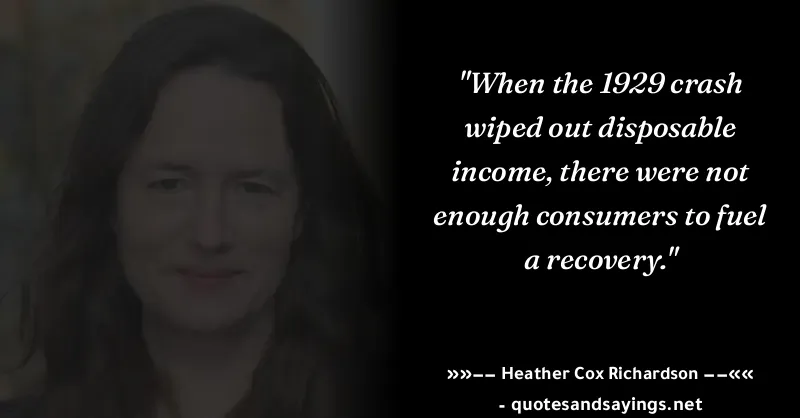 "When the 1929 crash
wiped out disposable
income, there were not
enough consumers to fuel
a recovery."
»»−− Heather Cox Richardson −−««
- quotesandsayings.net